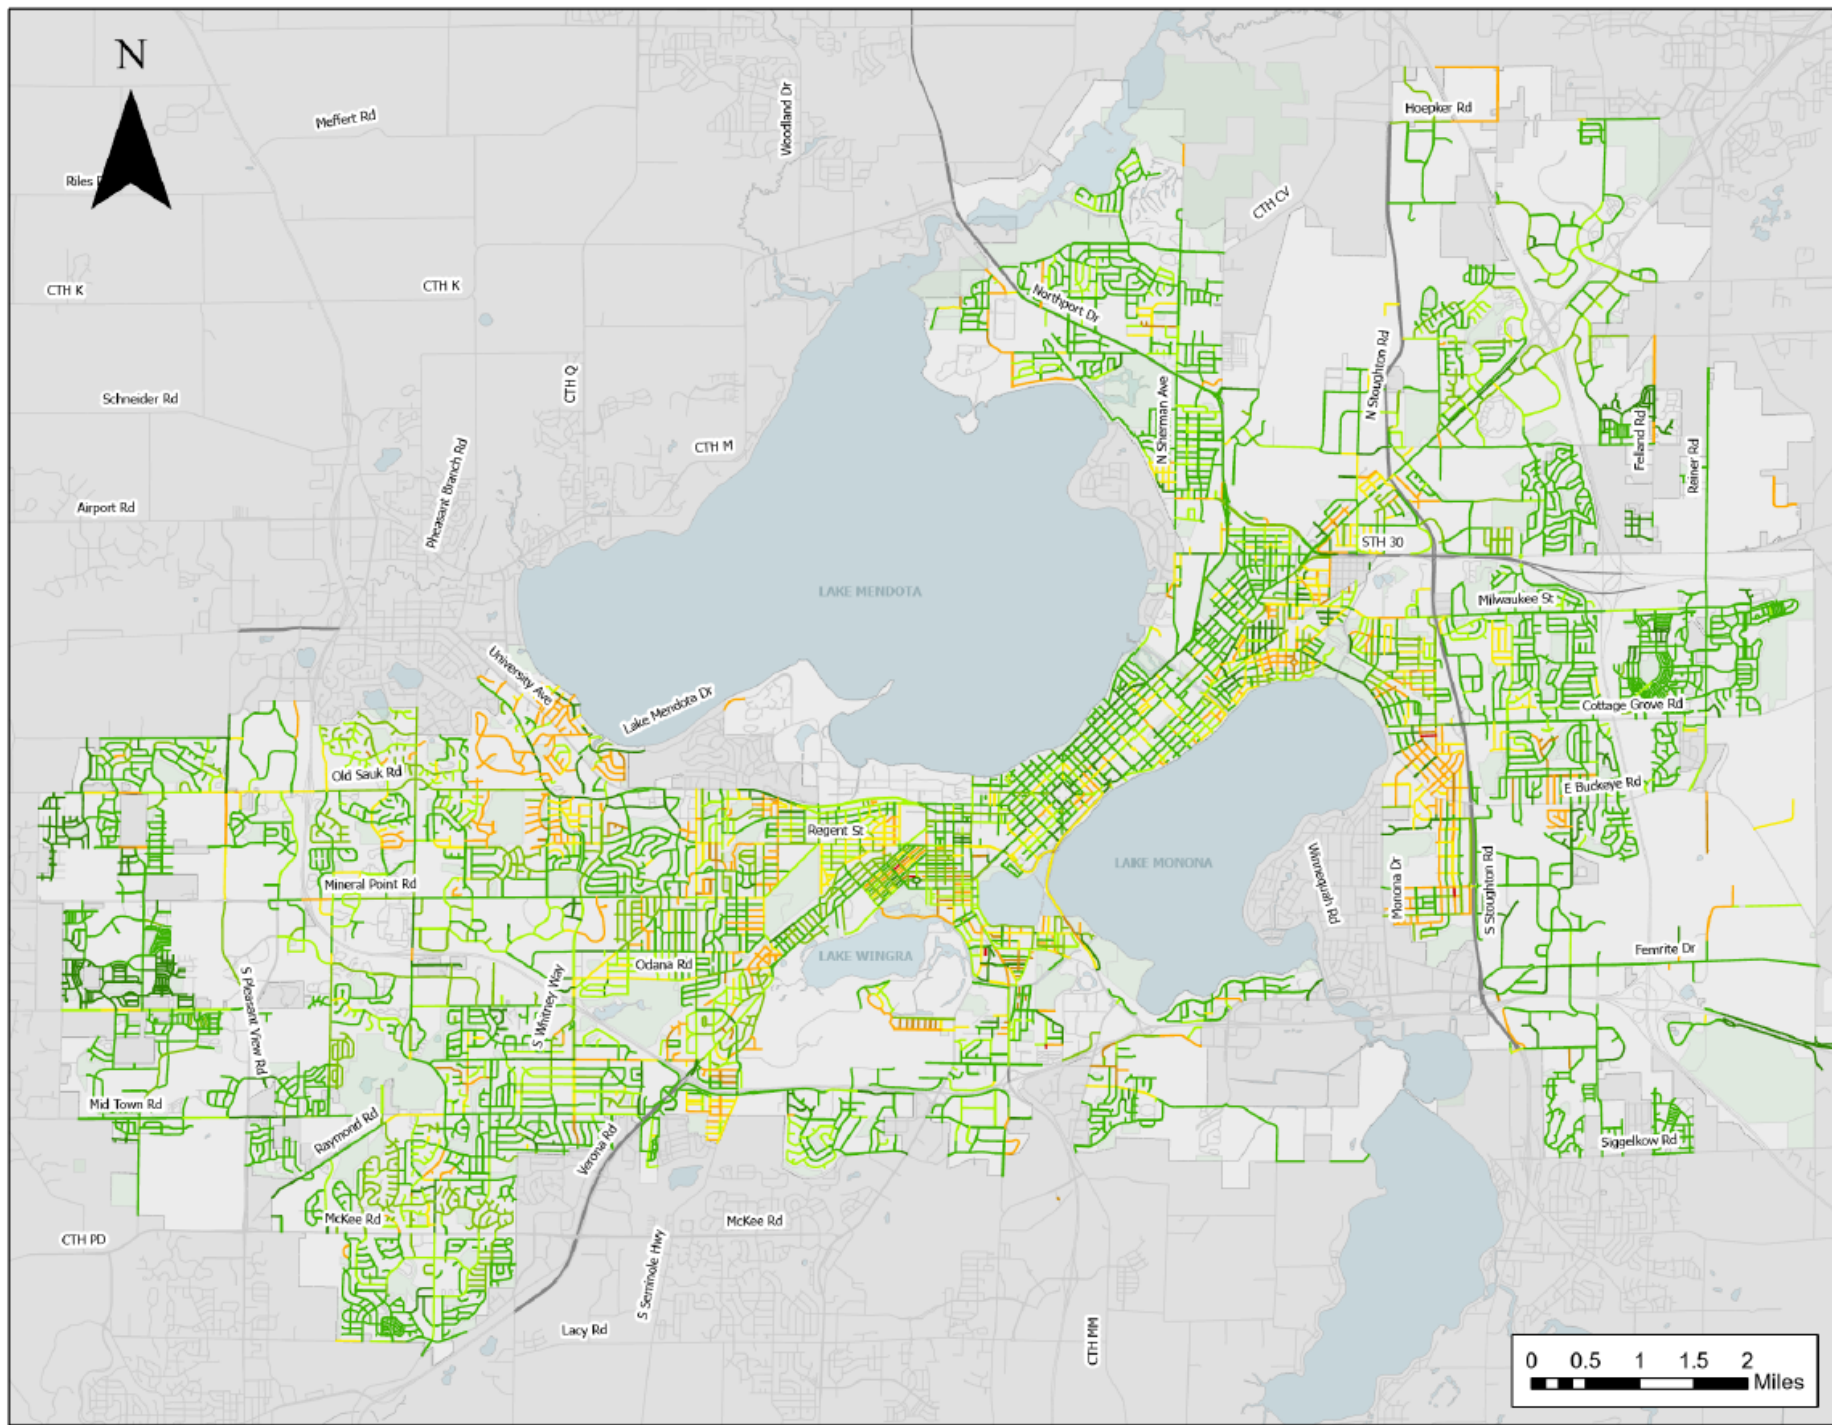 N
Hoepker Rd
Meffert Rd
Woodland Dr
Riles
CTH CV
CTH K
CTH K
Northport Dr
N Stoughton Rd
CTH Q
Schneider Rd
N Sherman Ave
Felland Rd
Reiner Rd
CTH M
Pheasant Branch Rd
Airport Rd
STH 30
LAKE MENDOTA
Milwaukee St
University Ave
Lake Mendota Dr
Cottage Grove Rd
Old Sauk Rd
E Buckeye Rd
Regent St
LAKE MONONA
Winnequah Rd
Monona Dr
S Stoughton Rd
Mineral Point Rd
Femrite Dr
LAKE WINGRA
Odana Rd
S Whitney Way
S Pleasant View Rd
Mid Town Rd
Raymond Rd
Verona Rd
Siggelkow Rd
McKee Rd
McKee Rd
CTH PD
S Seminole Hwy
Lacy Rd
CTH MM
0 0.5 1 1.5 2
Miles